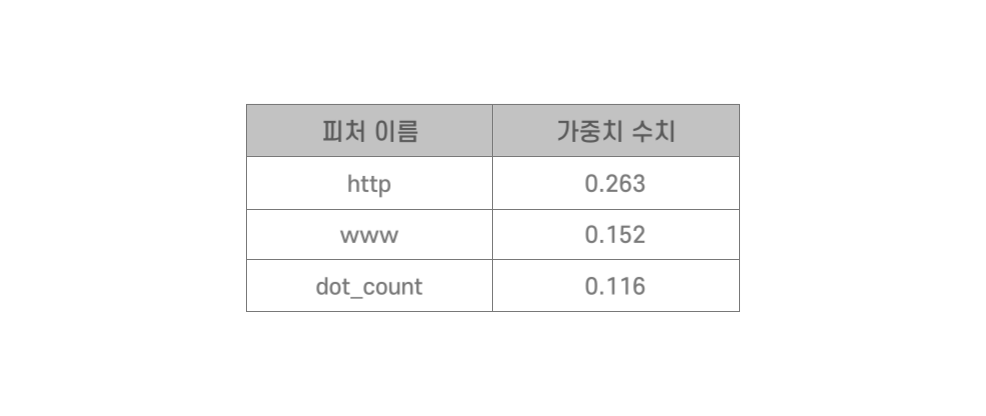 피처 이름 가중치 수치
http 0.263
www 0.152
dot_count 0.116